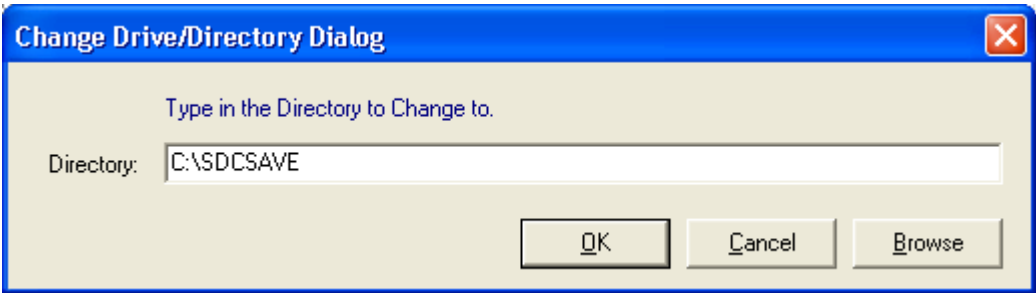 Change Drive/Directory Dialog
Type in the Directory to Change to.
Directory: C:\SDCSAVE
OK Cancel Browse